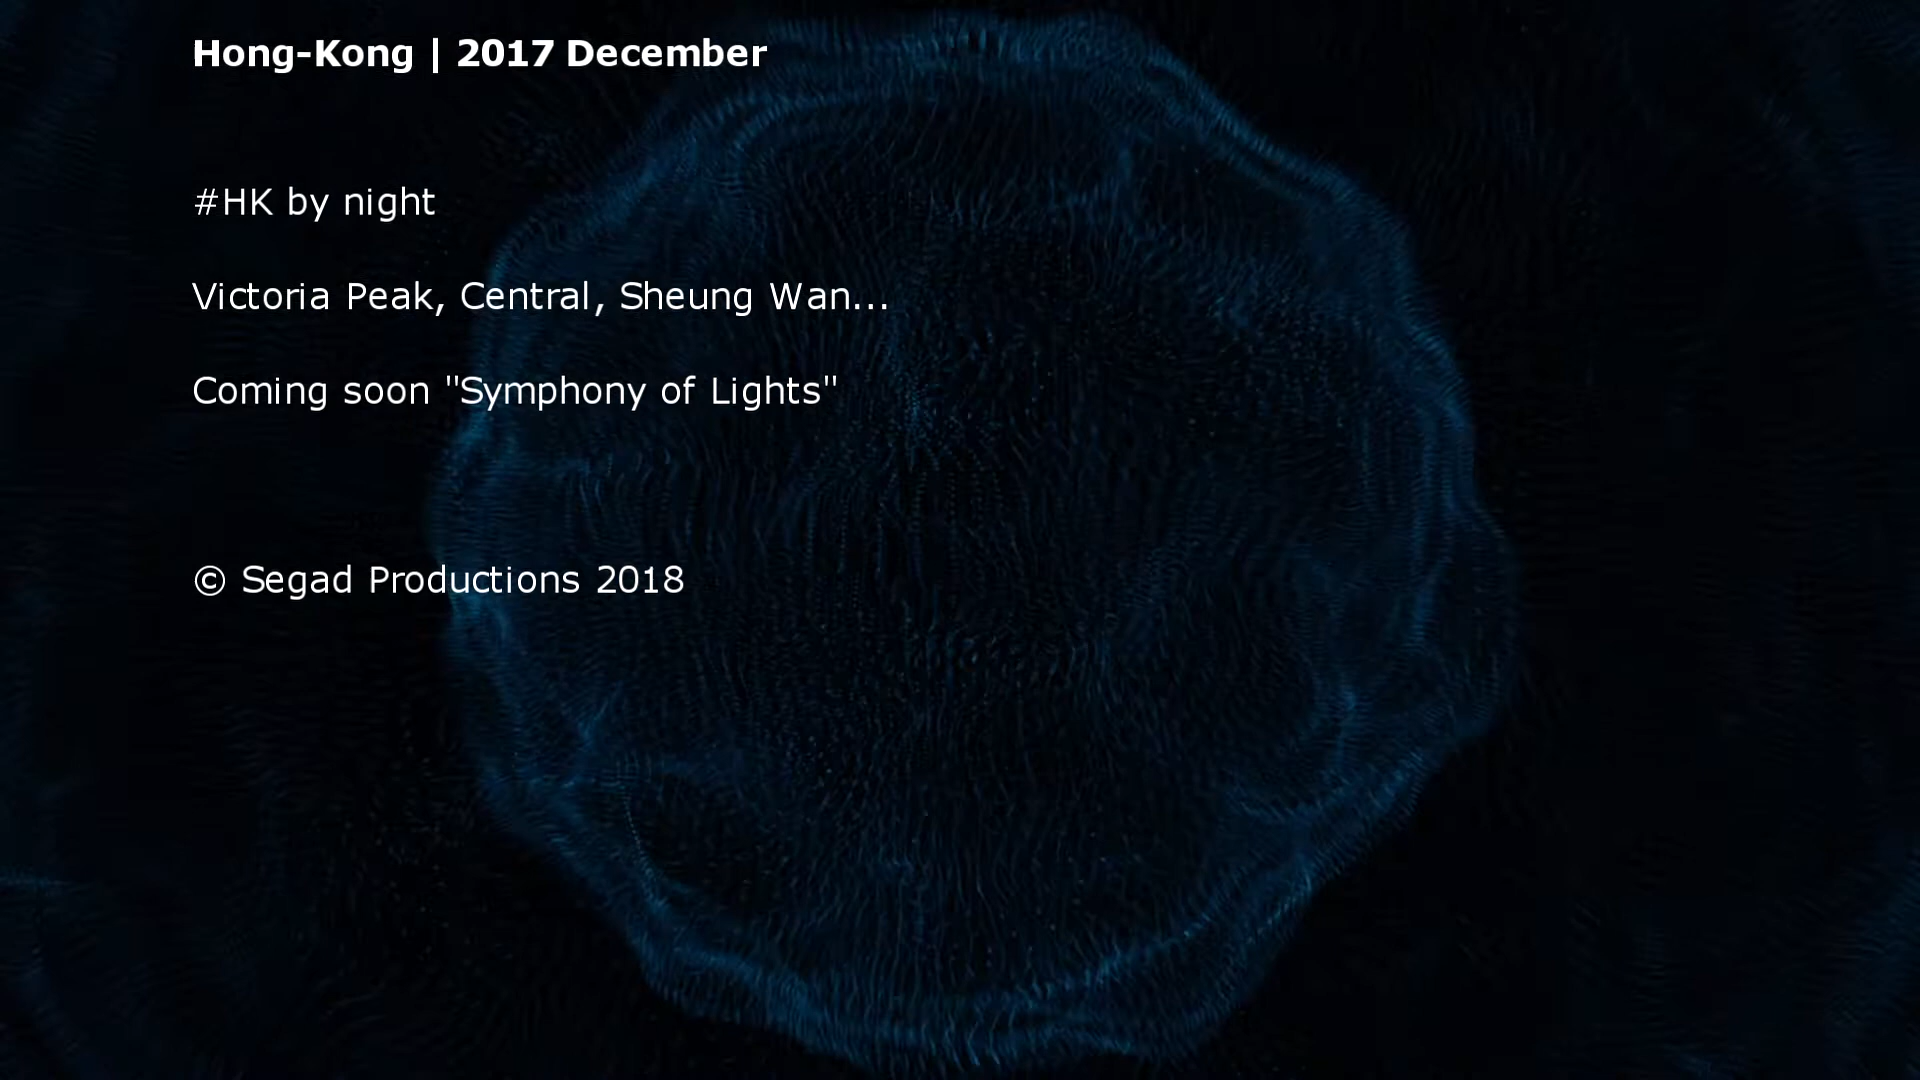 Hong-Kong | 2017 December
#HK by night
Victoria Peak, Central, Sheung Wan...
Coming soon "Symphony of Lights"
© Segad Productions 2018